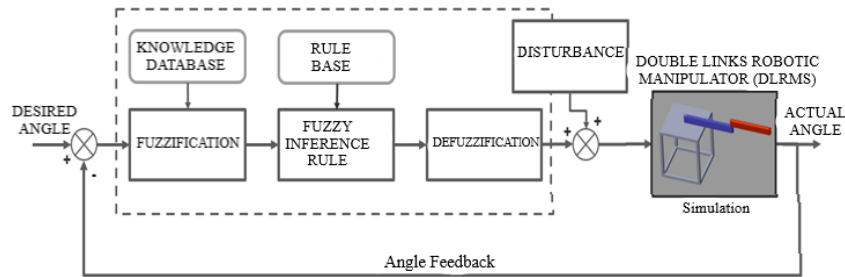 KNOWLEDGE
DATABASE
RULE
BASE
DISTURBANCE
DOUBLE LINKS ROBOTIC
MANIPULATOR (DLRMS)
DESIRED
ANGLE
+
-
FUZZIFICATION
FUZZY
INFERENCE
RULE
DEFUZZIFICATION
+
+
ACTUAL
ANGLE
Simulation
Angle Feedback